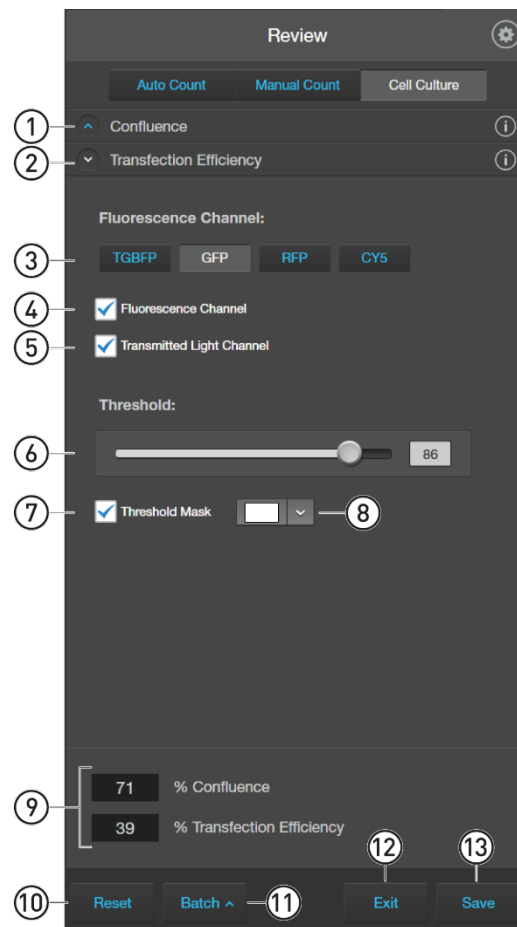 Review
Auto Count Manual Count Cell Culture
1 Confluence i
2 Transfection Efficiency i
Fluorescence Channel:
3 TGBFP GFP RFP CY5
4 Fluorescence Channel
5 Transmitted Light Channel
Threshold:
6 86
7 Threshold Mask 8
9
71 % Confluence
39 % Transfection Efficiency
12 13
10 Reset Batch 11 Exit Save